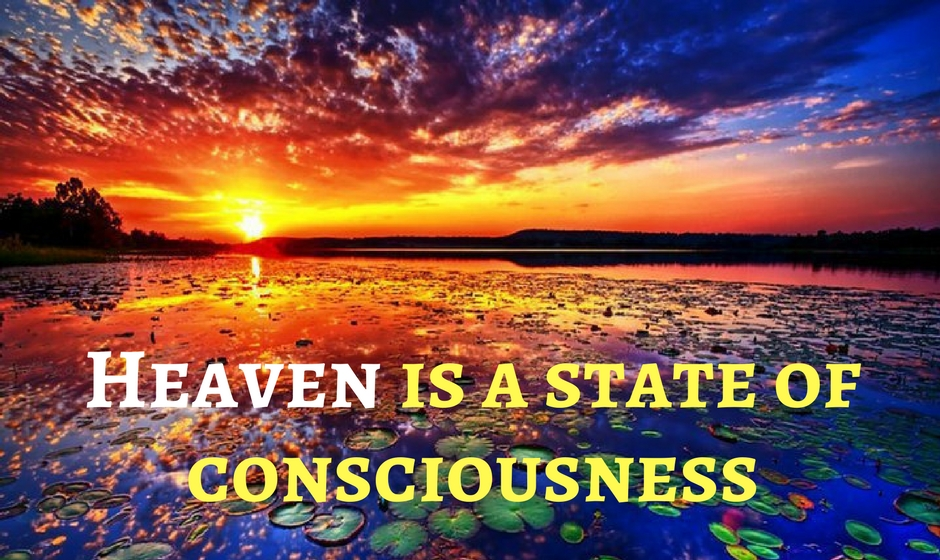 Heaven is a state of
consciousness